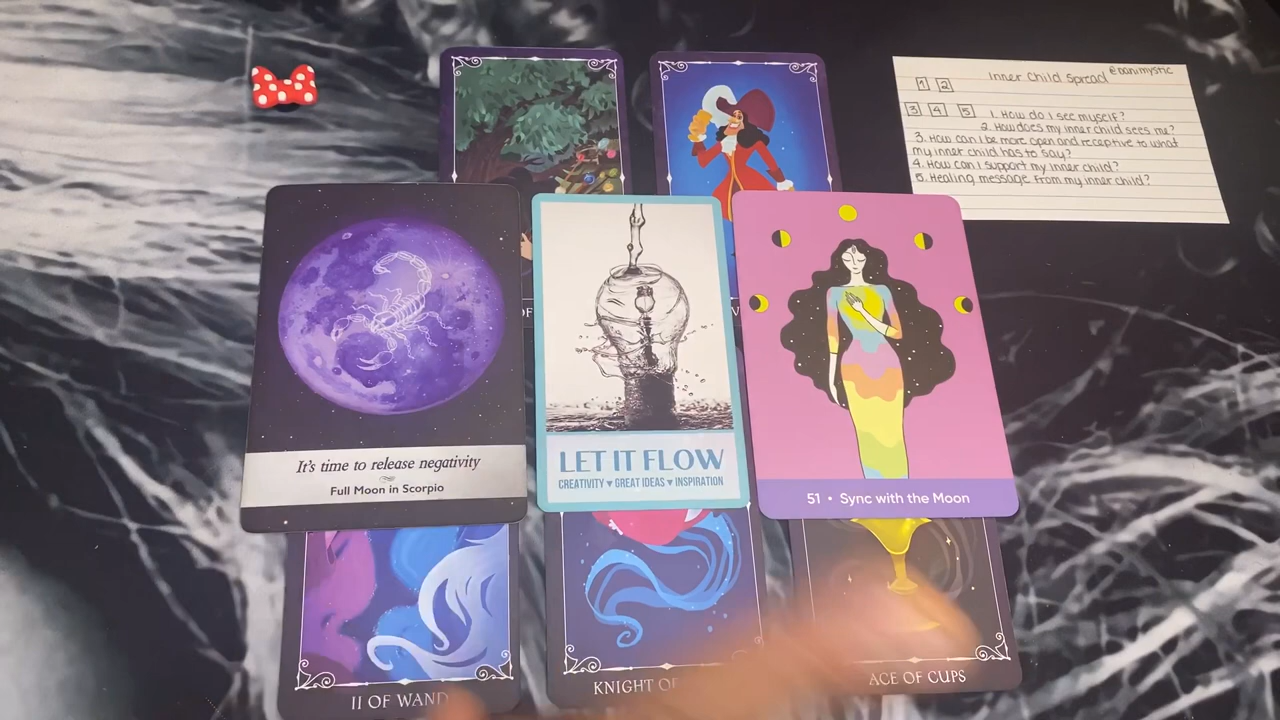 Inner Child Spread @oanimystic
1 2
3 4 5 1. How do I see myself?
2. How does my inner child see me?
3. How can I be more open and receptive to what
my inner child has to say?
4. How can I support my inner child?
5. Healing message from my inner child?
It's time to release negativity
Full Moon in Scorpio
LET IT FLOW
CREATIVITY ♥ GREAT IDEAS ♥ INSPIRATION
51 • Sync with the Moon
II OF WAND
KNIGHT OF
ACE OF CUPS